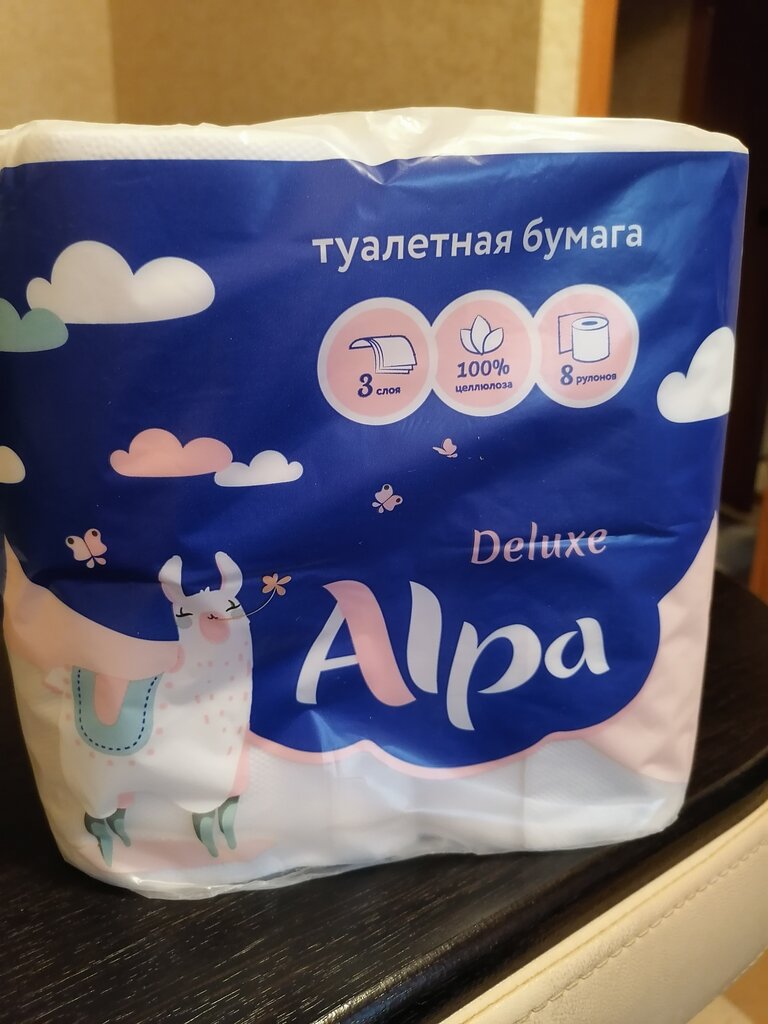 туалетная бумага
3 слоя
100%
целлюлоза
8 рулонов
Deluxe
Alpa